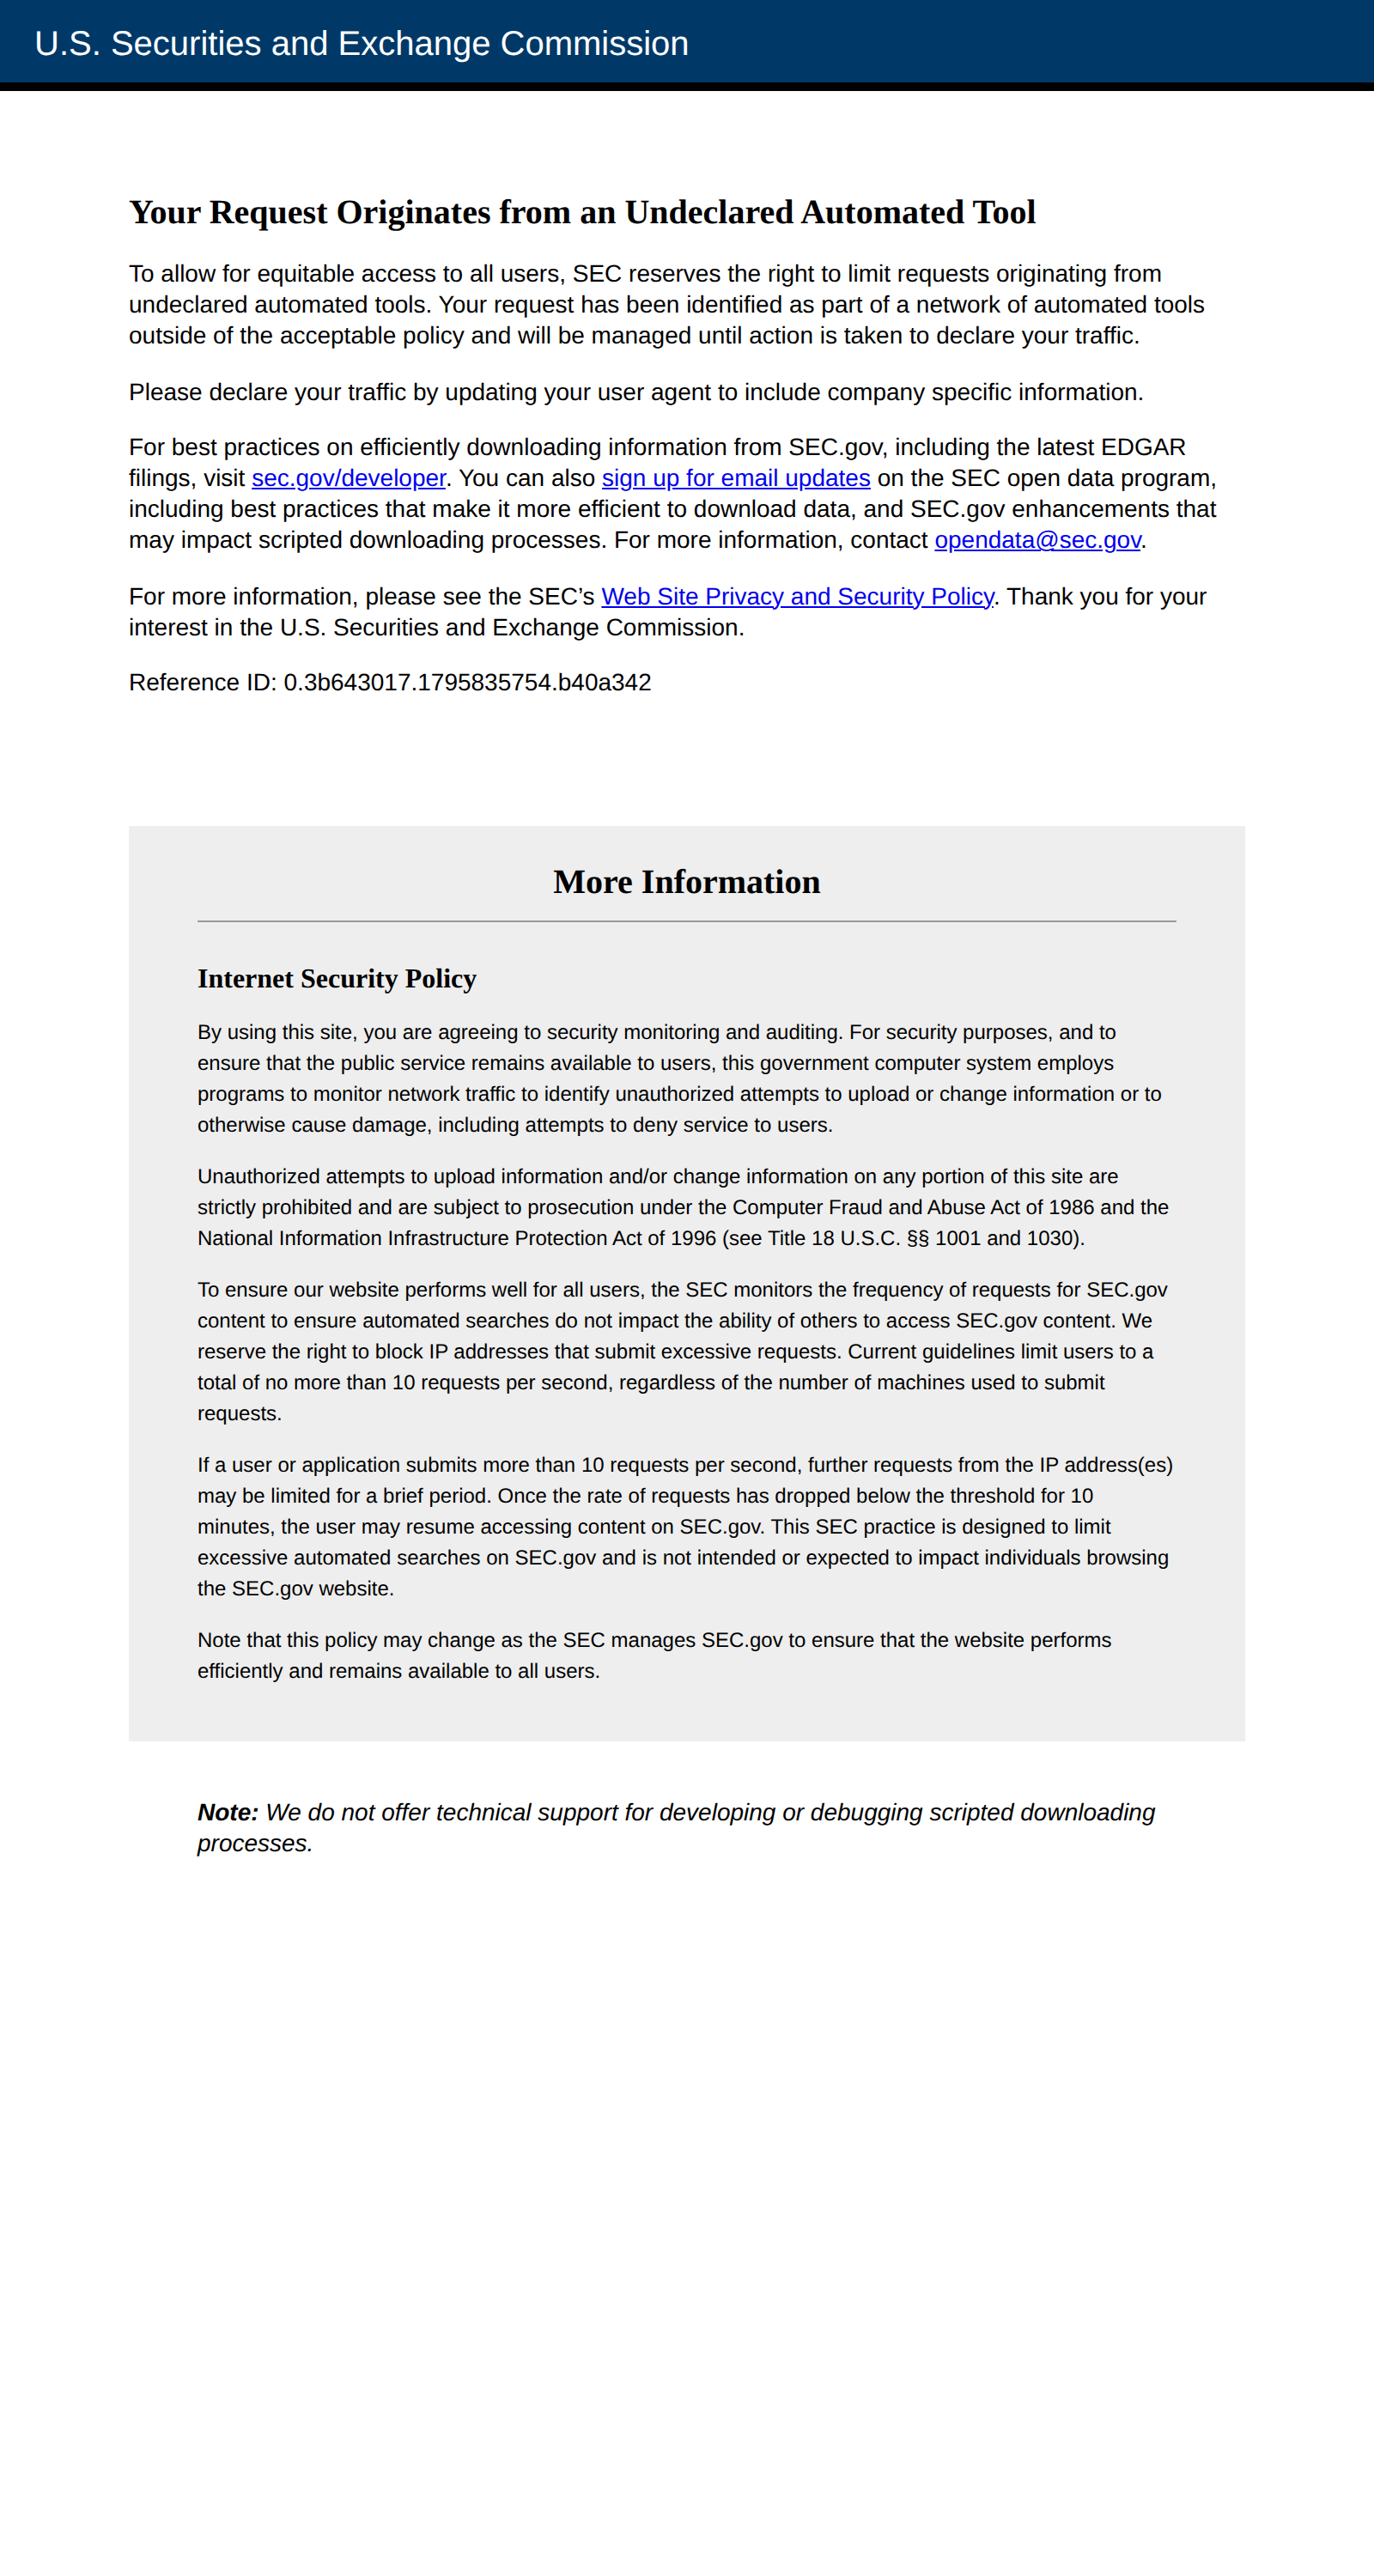 U.S. Securities and Exchange Commission
Your Request Originates from an Undeclared Automated Tool
To allow for equitable access to all users, SEC reserves the right to limit requests originating from
undeclared automated tools. Your request has been identified as part of a network of automated tools
outside of the acceptable policy and will be managed until action is taken to declare your traffic.
Please declare your traffic by updating your user agent to include company specific information.
For best practices on efficiently downloading information from SEC.gov, including the latest EDGAR
filings, visit sec.gov/developer. You can also sign up for email updates on the SEC open data program,
including best practices that make it more efficient to download data, and SEC.gov enhancements that
may impact scripted downloading processes. For more information, contact opendata@sec.gov.
For more information, please see the SEC’s Web Site Privacy and Security Policy. Thank you for your
interest in the U.S. Securities and Exchange Commission.
Reference ID: 0.3b643017.1795835754.b40a342
More Information
Internet Security Policy
By using this site, you are agreeing to security monitoring and auditing. For security purposes, and to
ensure that the public service remains available to users, this government computer system employs
programs to monitor network traffic to identify unauthorized attempts to upload or change information or to
otherwise cause damage, including attempts to deny service to users.
Unauthorized attempts to upload information and/or change information on any portion of this site are
strictly prohibited and are subject to prosecution under the Computer Fraud and Abuse Act of 1986 and the
National Information Infrastructure Protection Act of 1996 (see Title 18 U.S.C. §§ 1001 and 1030).
To ensure our website performs well for all users, the SEC monitors the frequency of requests for SEC.gov
content to ensure automated searches do not impact the ability of others to access SEC.gov content. We
reserve the right to block IP addresses that submit excessive requests. Current guidelines limit users to a
total of no more than 10 requests per second, regardless of the number of machines used to submit
requests.
If a user or application submits more than 10 requests per second, further requests from the IP address(es)
may be limited for a brief period. Once the rate of requests has dropped below the threshold for 10
minutes, the user may resume accessing content on SEC.gov. This SEC practice is designed to limit
excessive automated searches on SEC.gov and is not intended or expected to impact individuals browsing
the SEC.gov website.
Note that this policy may change as the SEC manages SEC.gov to ensure that the website performs
efficiently and remains available to all users.
Note: We do not offer technical support for developing or debugging scripted downloading
processes.